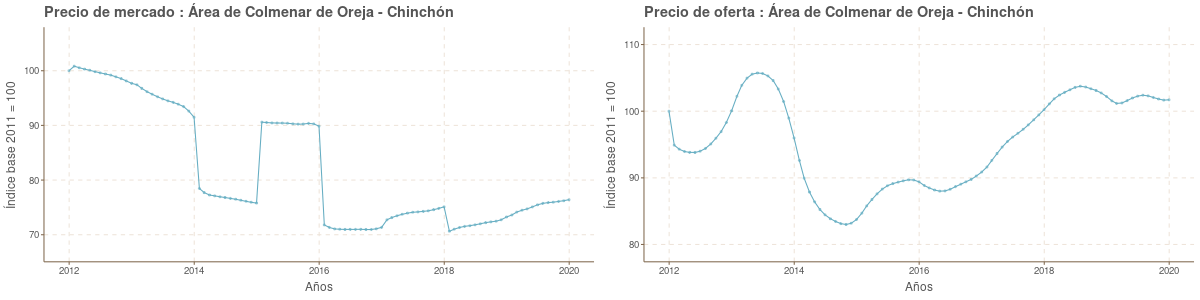 Precio de mercado : Área de Colmenar de Oreja - Chinchón
Índice base 2011 = 100
100
90
80
70
2012 2014 2016 2018 2020
Años
Precio de oferta : Área de Colmenar de Oreja - Chinchón
Índice base 2011 = 100
110
100
90
80
2012 2014 2016 2018 2020
Años